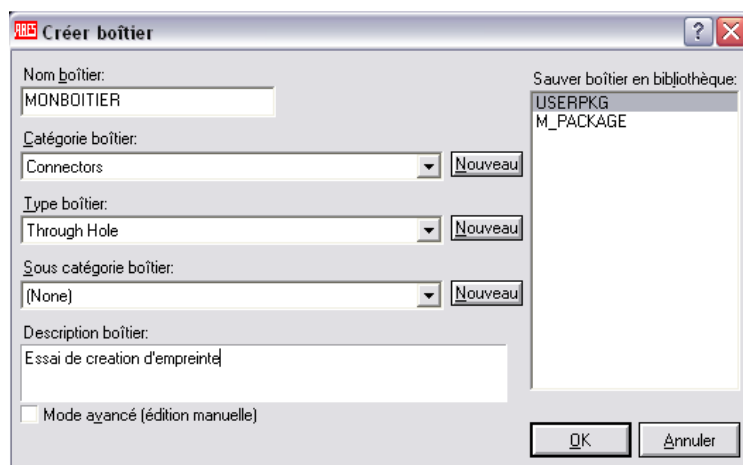 ARES Créer boîtier
Nom boîtier:
MONBOITIER
Catégorie boîtier:
Connectors
Nouveau
Type boîtier:
Through Hole
Nouveau
Sous catégorie boîtier:
(None)
Nouveau
Description boîtier:
Essai de creation d'empreinte
Mode avancé (édition manuelle)
Sauver boîtier en bibliothèque:
USERPKG
M_PACKAGE
OK
Annuler